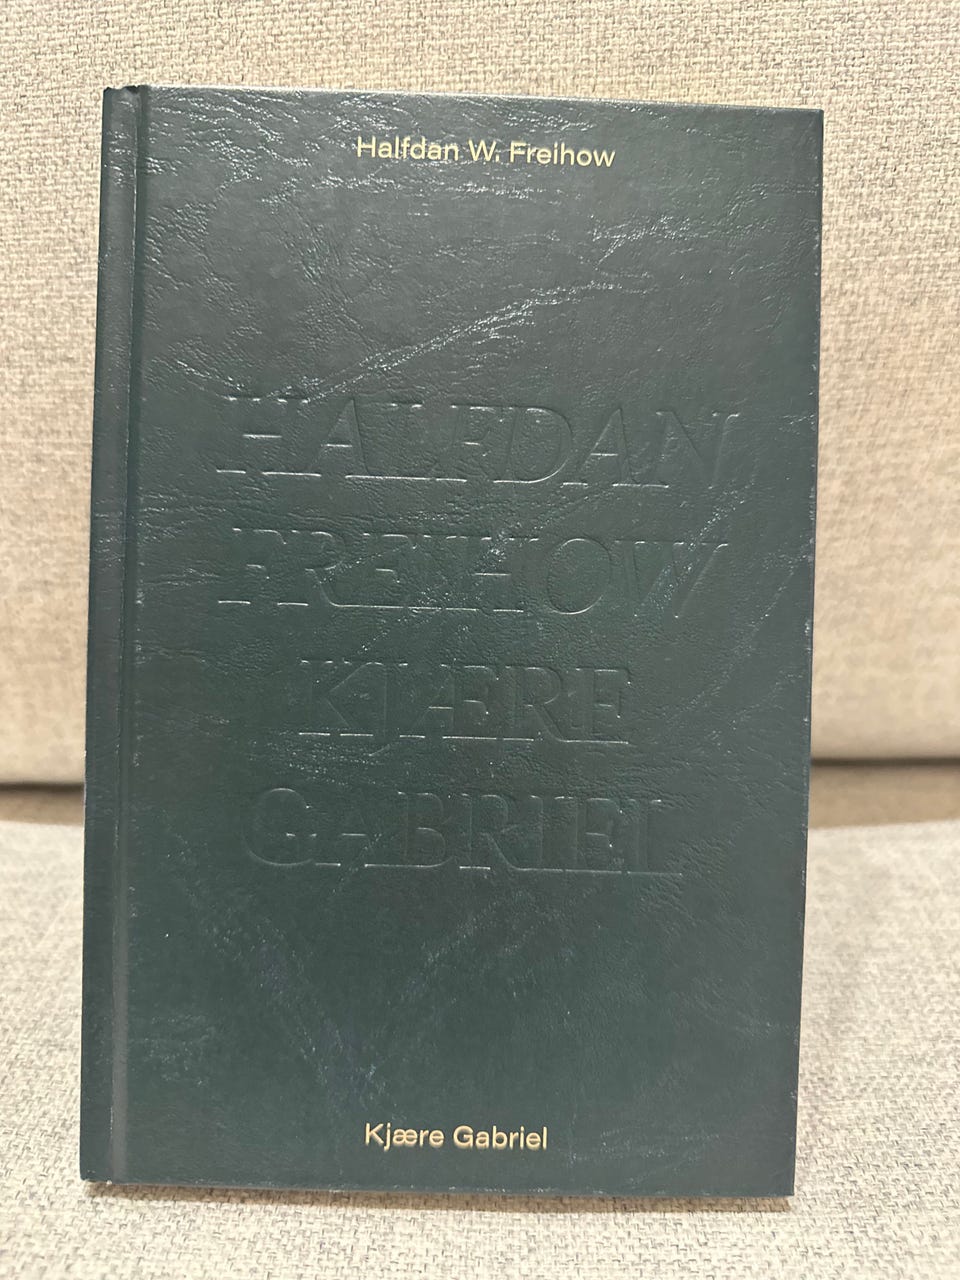 Halfdan W. Freihow
HALFDAN
FREIHOW
KJÆRE
GABRIEL
Kjære Gabriel